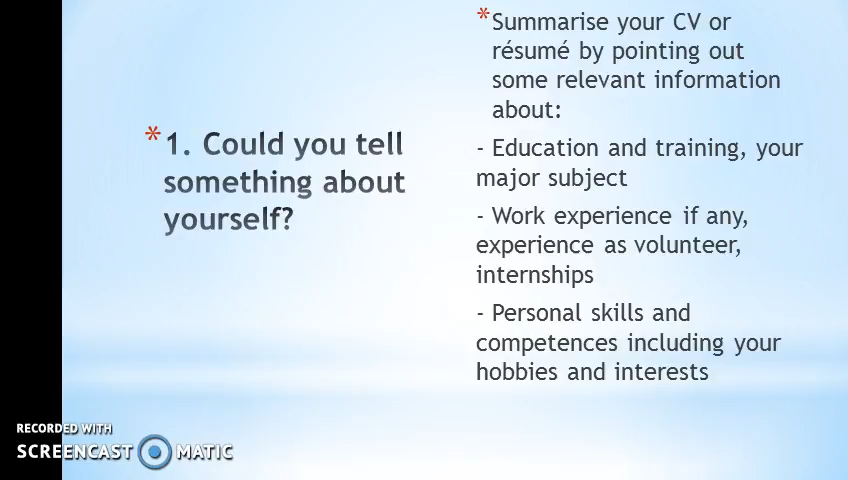 * 1. Could you tell
something about
yourself?
* Summarise your CV or
résumé by pointing out
some relevant information
about:
- Education and training, your
major subject
- Work experience if any,
experience as volunteer,
internships
- Personal skills and
competences including your
hobbies and interests
RECORDED WITH
SCREENCAST MATIC